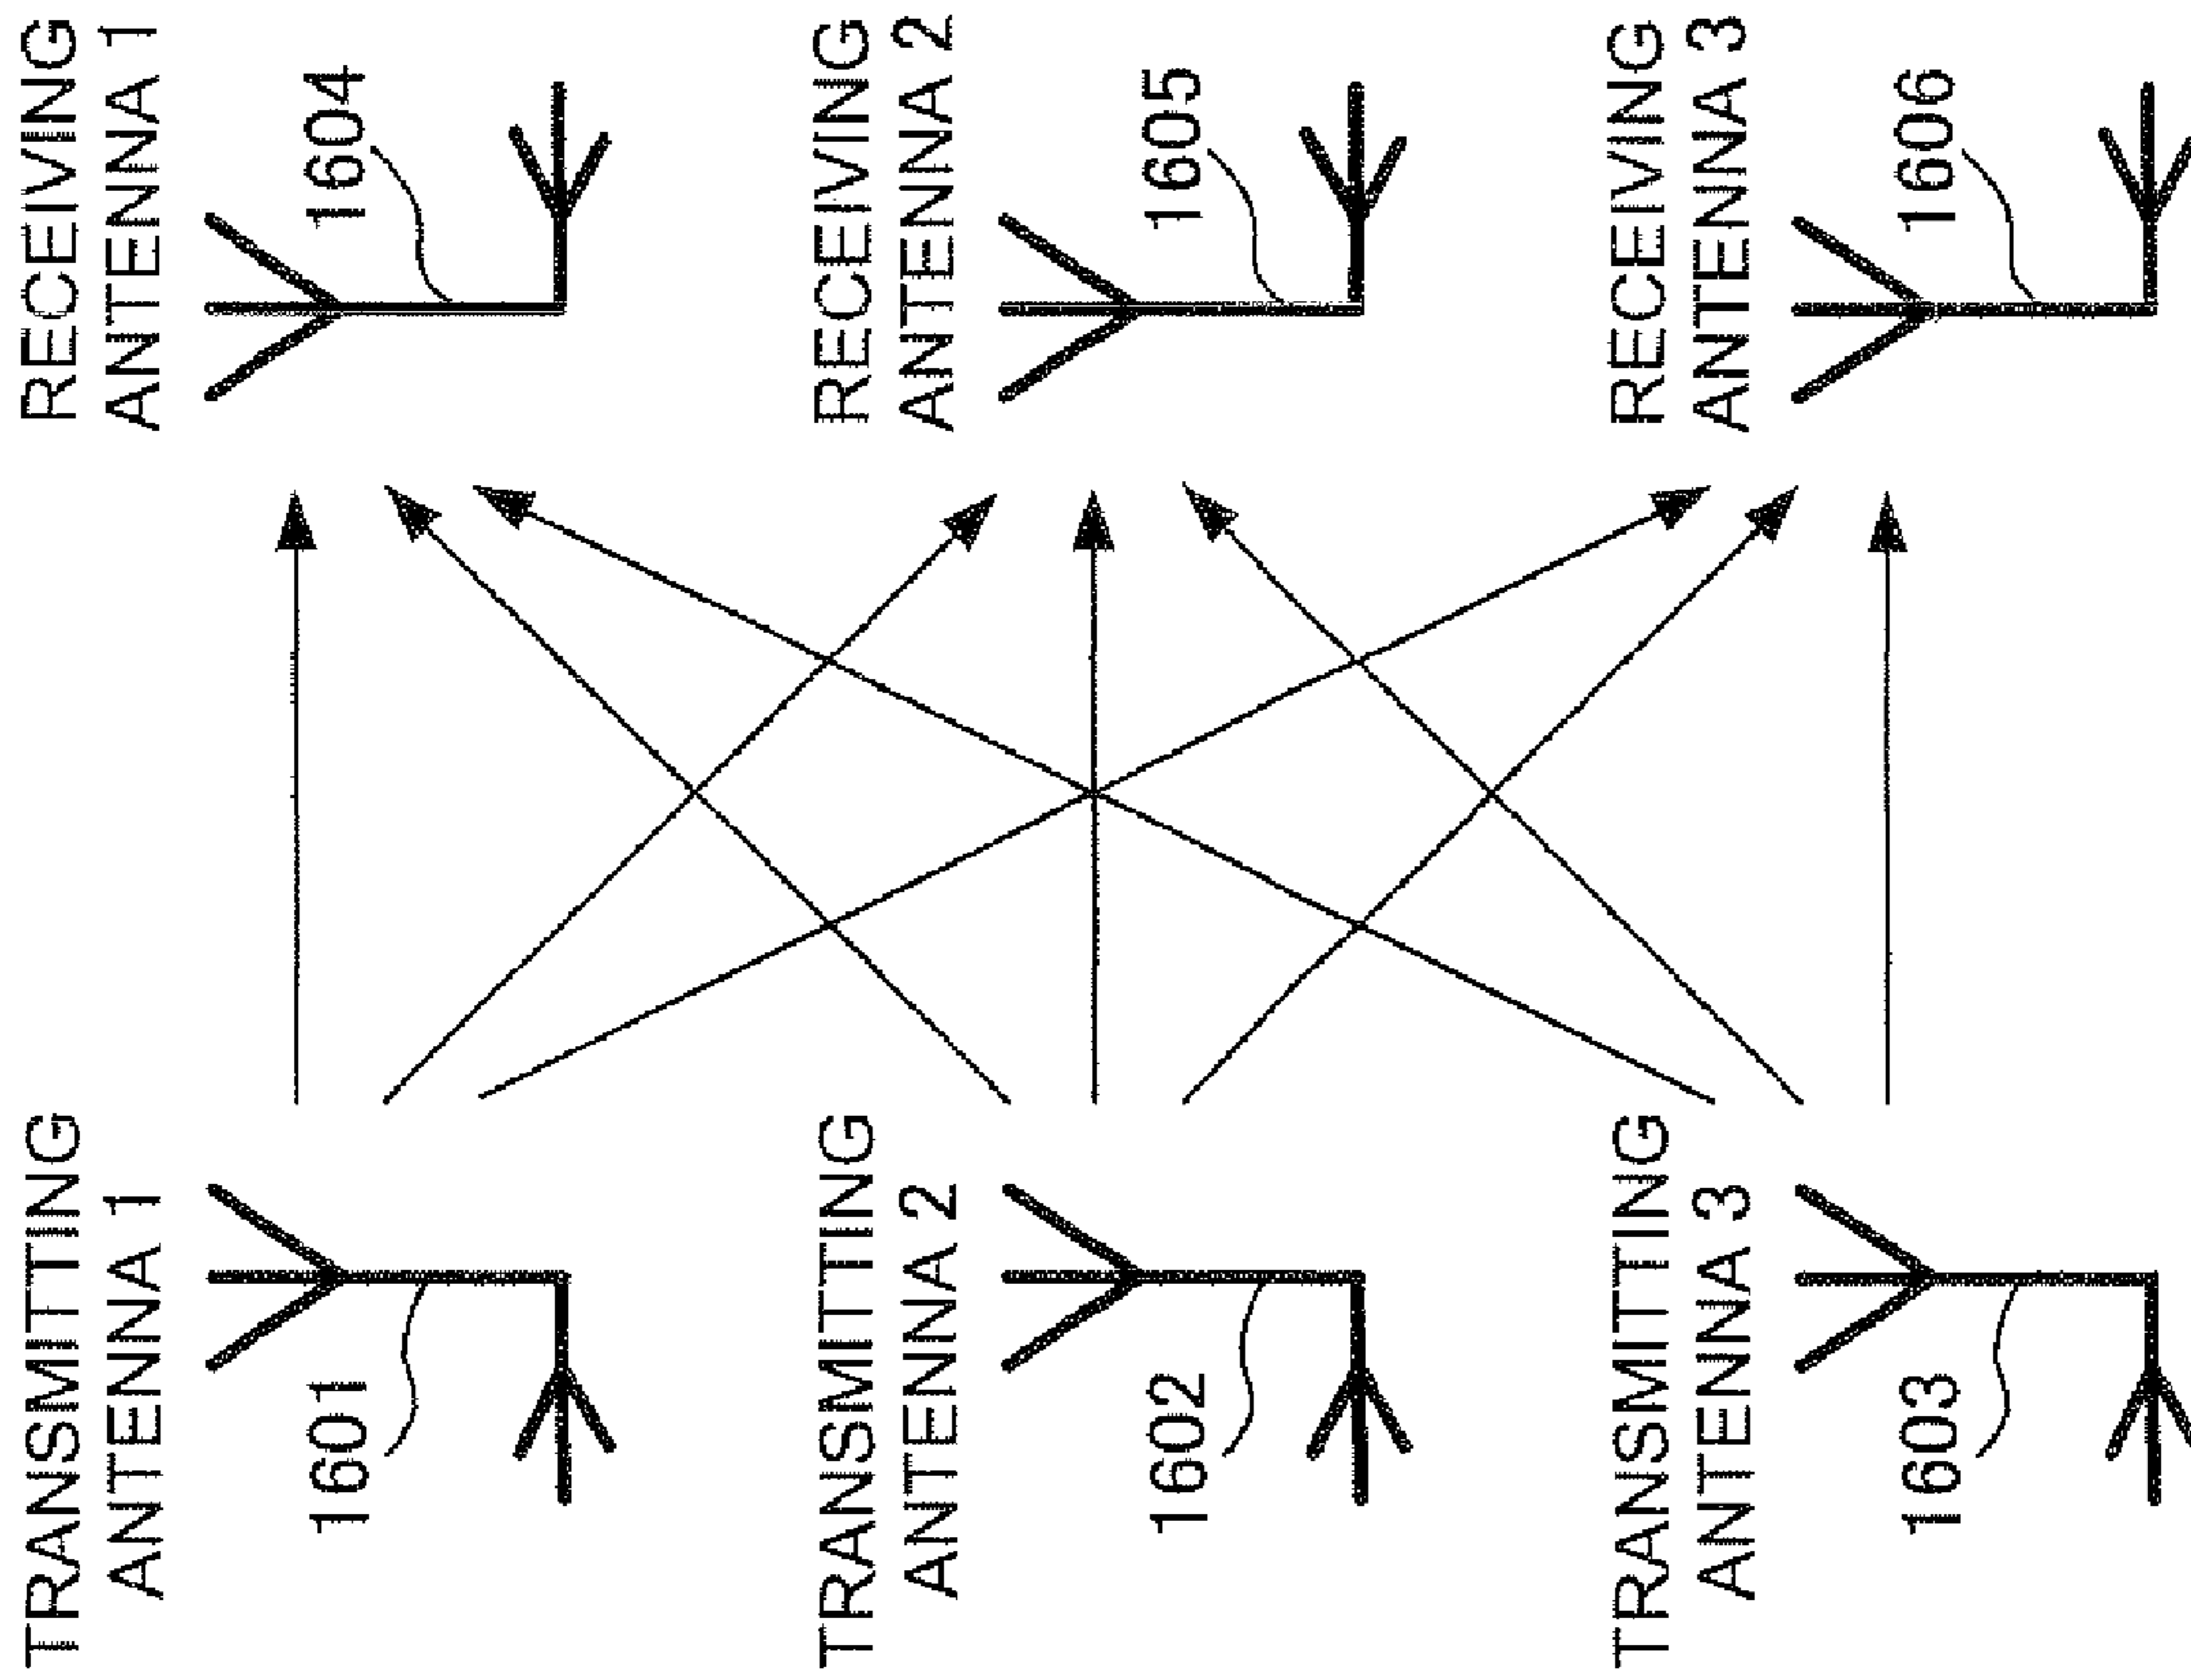 TRANSMITTING
ANTENNA 1
1601
RECEIVING
ANTENNA 1
1604
TRANSMITTING
ANTENNA 2
1602
RECEIVING
ANTENNA 2
1605
TRANSMITTING
ANTENNA 3
1603
RECEIVING
ANTENNA 3
1606